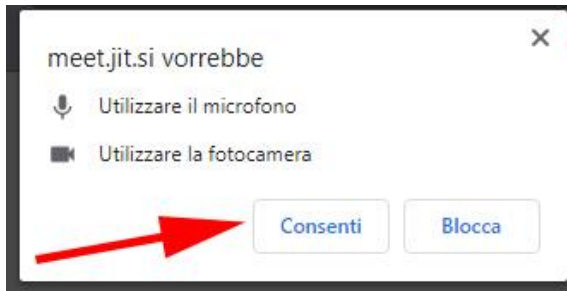 meet.jit.si vorrebbe
Utilizzare il microfono
Utilizzare la fotocamera
Consenti Blocca